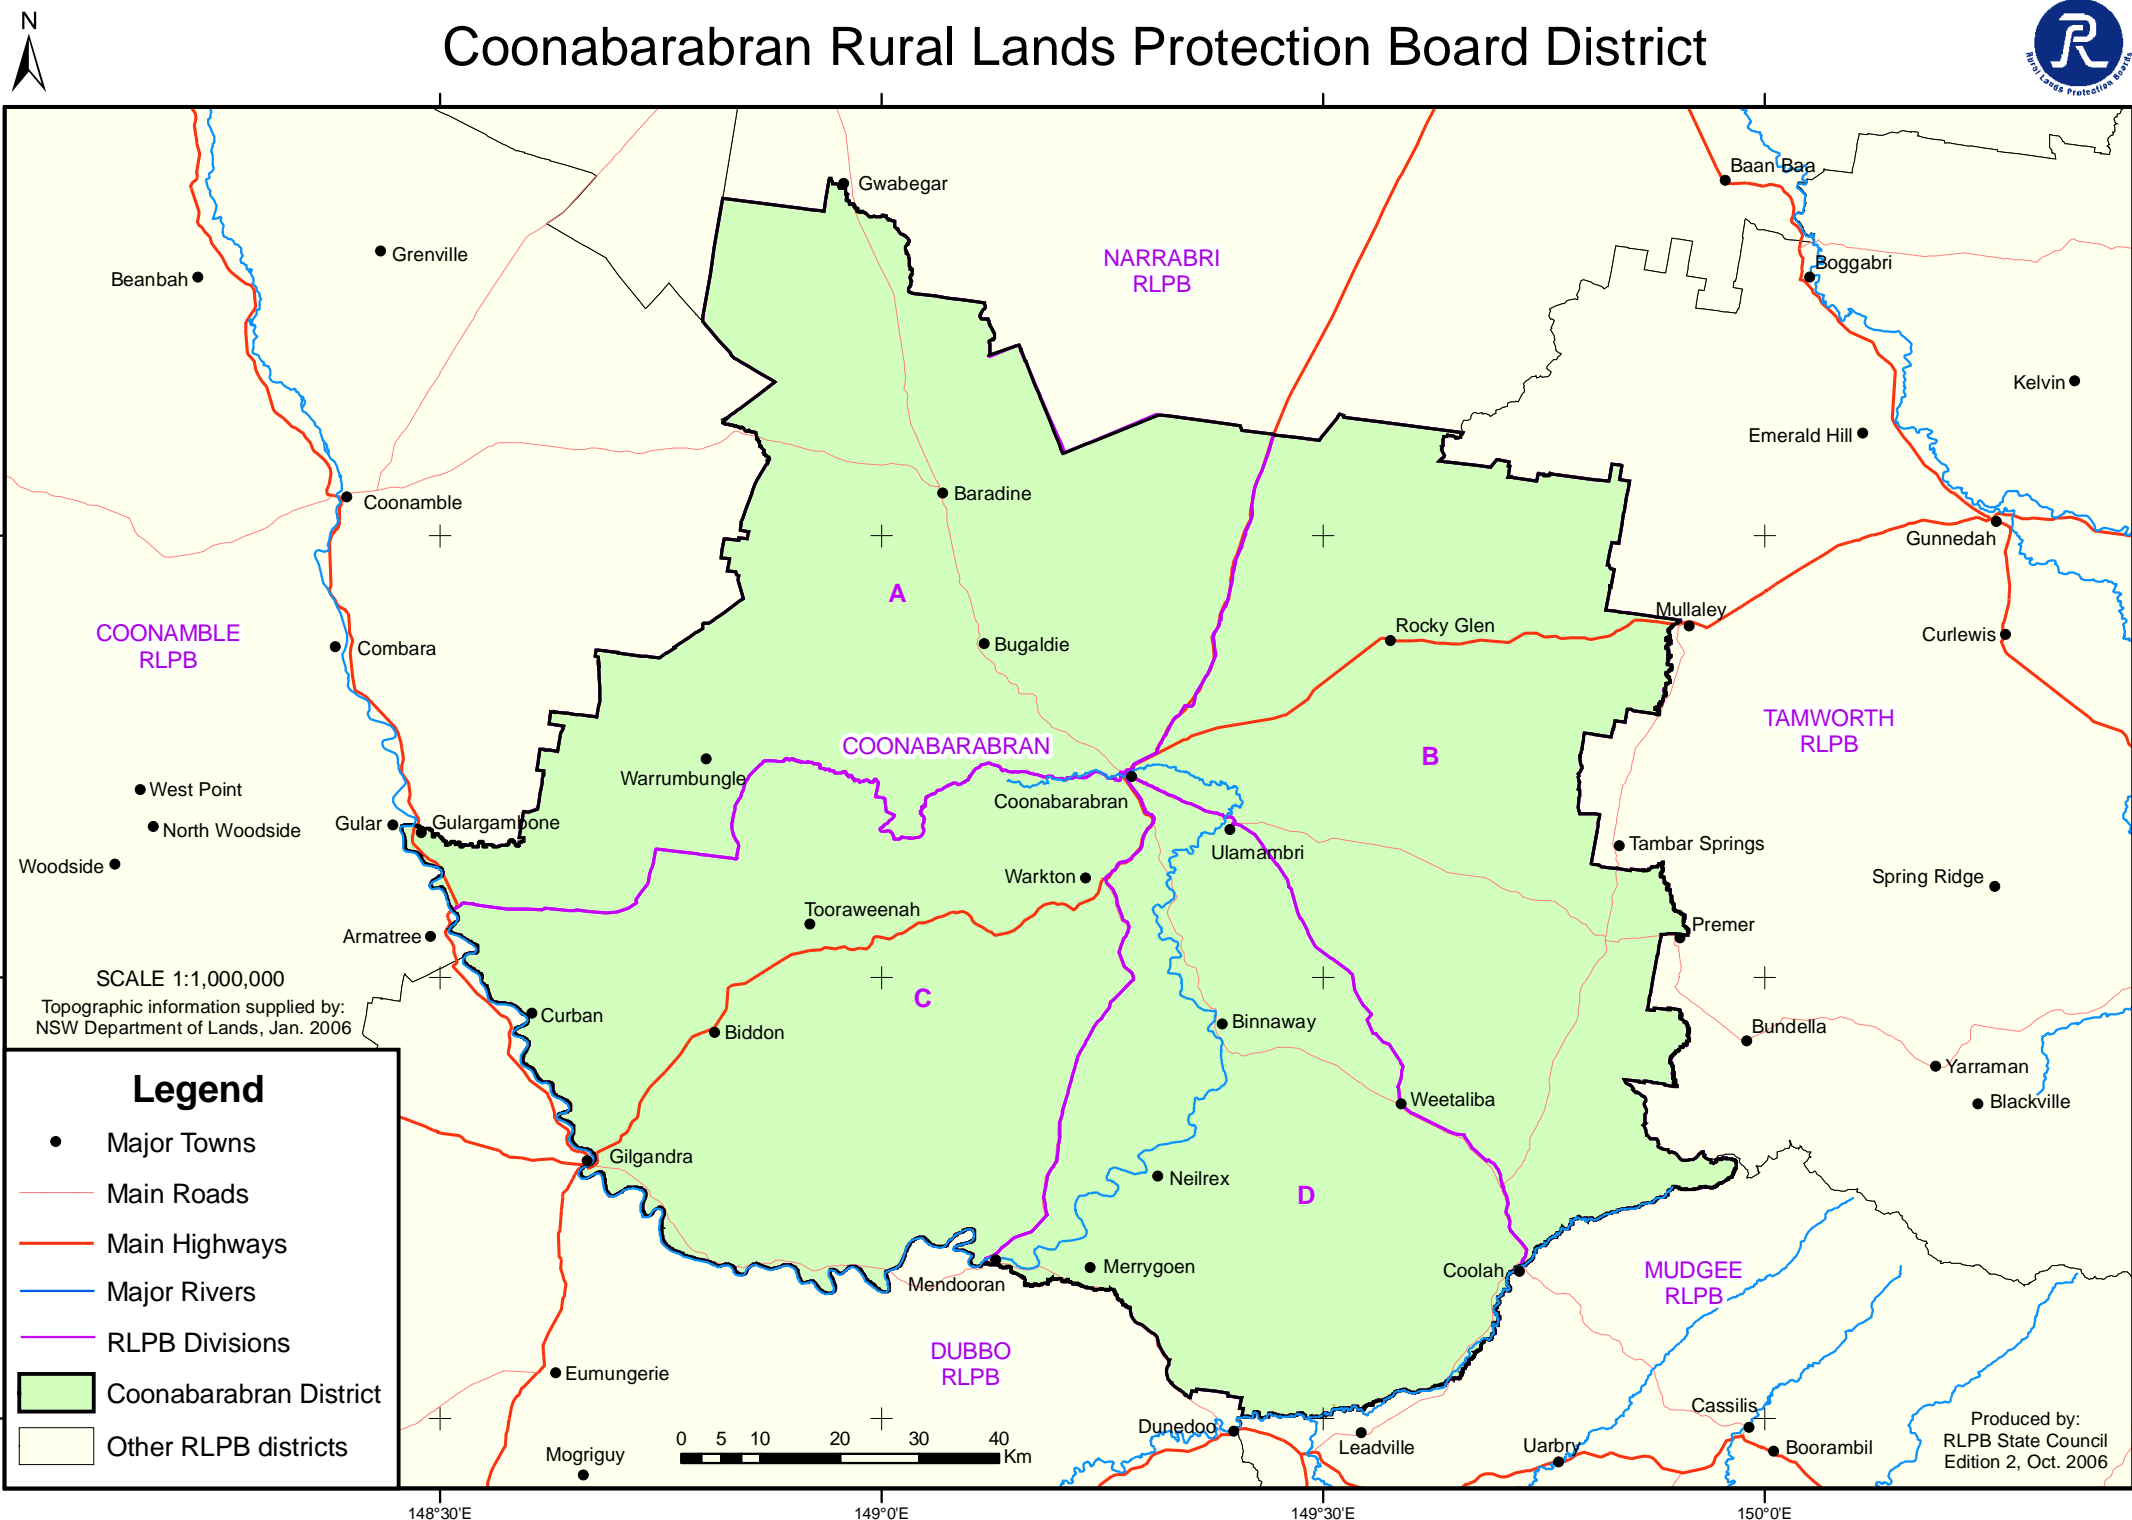 N
Coonabarabran Rural Lands Protection Board District
R
Rural Lands Protection Boards
Gwabegar
Baan Baa
Grenville
Beanbah
NARRABRI
RLPB
Boggabri
Kelvin
Emerald Hill
Coonamble
Baradine
Gunnedah
A
Mullaley
Rocky Glen
COONAMBLE
RLPB
Combara
Bugaldie
Curlewis
TAMWORTH
RLPB
COONABARABRAN
B
Warrumbungle
West Point
Coonabarabran
North Woodside
Gular
Gulargambone
Woodside
Ulamambri
Tambar Springs
Warkton
Spring Ridge
Tooraweenah
Armatree
Premer
SCALE 1:1,000,000
Topographic information supplied by:
NSW Department of Lands, Jan. 2006
C
Curban
Biddon
Binnaway
Bundella
Yarraman
Weetaliba
Blackville
Gilgandra
Neilrex
D
Merrygoen
Mendooran
Coolah
MUDGEE
RLPB
DUBBO
RLPB
Eumungerie
Cassilis
Dunedoo
Leadville
Uarbry
Boorambil
Mogriguy
Legend
Major Towns
Main Roads
Main Highways
Major Rivers
RLPB Divisions
Coonabarabran District
Other RLPB districts
0 5 10 20 30 40
Km
Produced by:
RLPB State Council
Edition 2, Oct. 2006
148°30'E
149°0'E
149°30'E
150°0'E